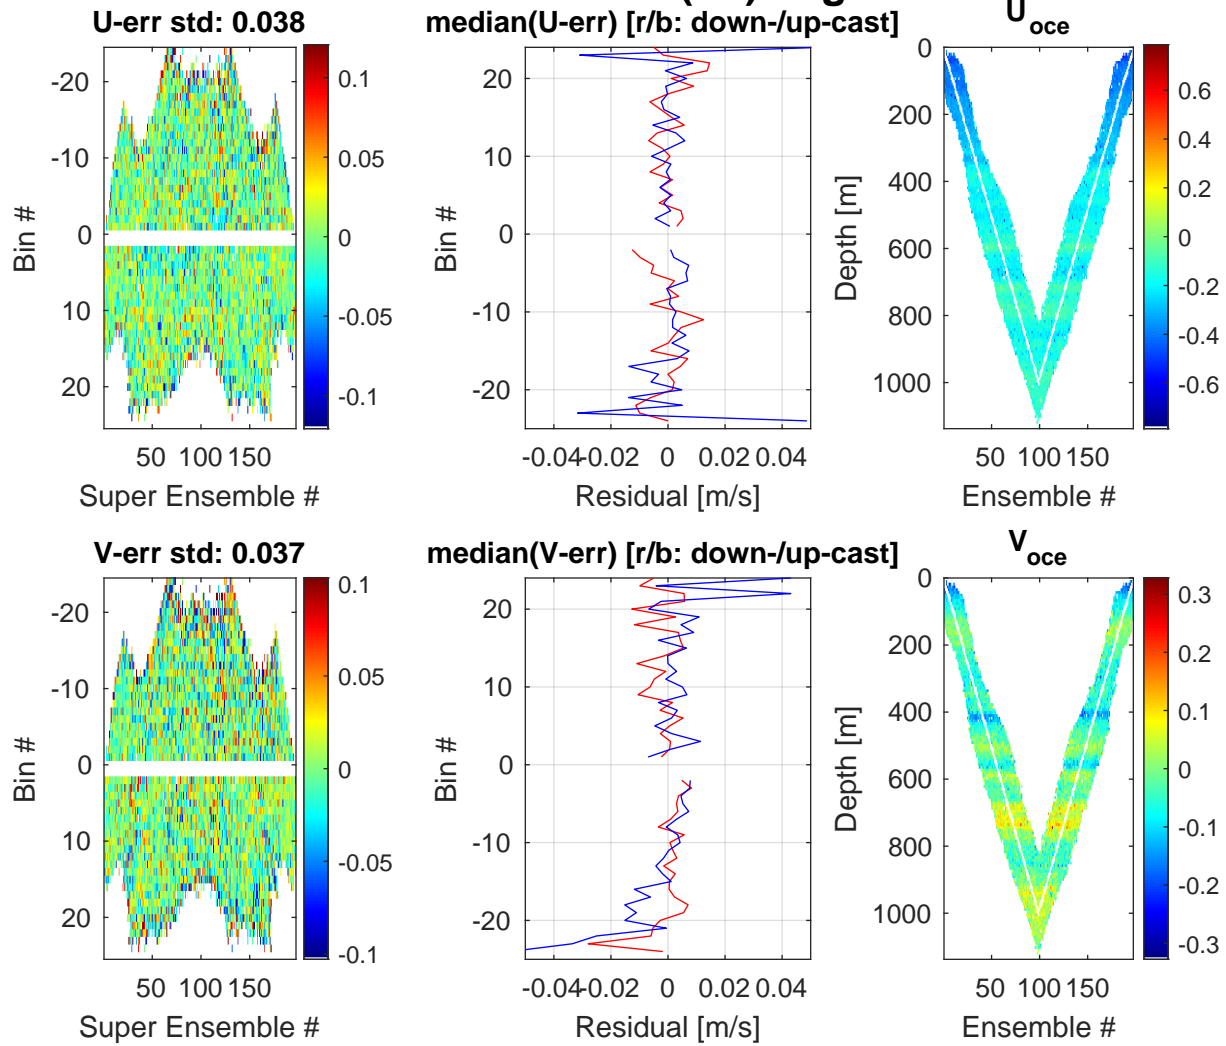 U-err std: 0.038
median(U-err) [r/b: down-/up-cast]
U_oce
-20
-10
0
10
20
Bin #
50 100 150
Super Ensemble #
0.1
0.05
0
-0.05
-0.1
20
10
0
-10
-20
Bin #
-0.04 -0.02 0 0.02 0.04
Residual [m/s]
0
200
400
600
800
1000
Depth [m]
50 100 150
Ensemble #
0.6
0.4
0.2
0
-0.2
-0.4
-0.6
V-err std: 0.037
median(V-err) [r/b: down-/up-cast]
V_oce
-20
-10
0
10
20
Bin #
50 100 150
Super Ensemble #
0.1
0.05
0
-0.05
-0.1
20
10
0
-10
-20
Bin #
-0.04 -0.02 0 0.02 0.04
Residual [m/s]
0
200
400
600
800
1000
Depth [m]
50 100 150
Ensemble #
0.3
0.2
0.1
0
-0.1
-0.2
-0.3